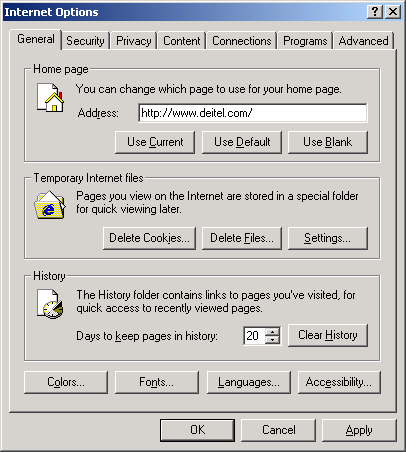 Internet Options
General Security Privacy Content Connections Programs Advanced
Home page
You can change which page to use for your home page.
Address: http://www.deitel.com/
Use Current Use Default Use Blank
Temporary Internet files
Pages you view on the Internet are stored in a special folder
for quick viewing later.
Delete Cookies... Delete Files... Settings...
History
The History folder contains links to pages you've visited, for
quick access to recently viewed pages.
Days to keep pages in history: 20 Clear History
Colors... Fonts... Languages... Accessibility...
OK Cancel Apply